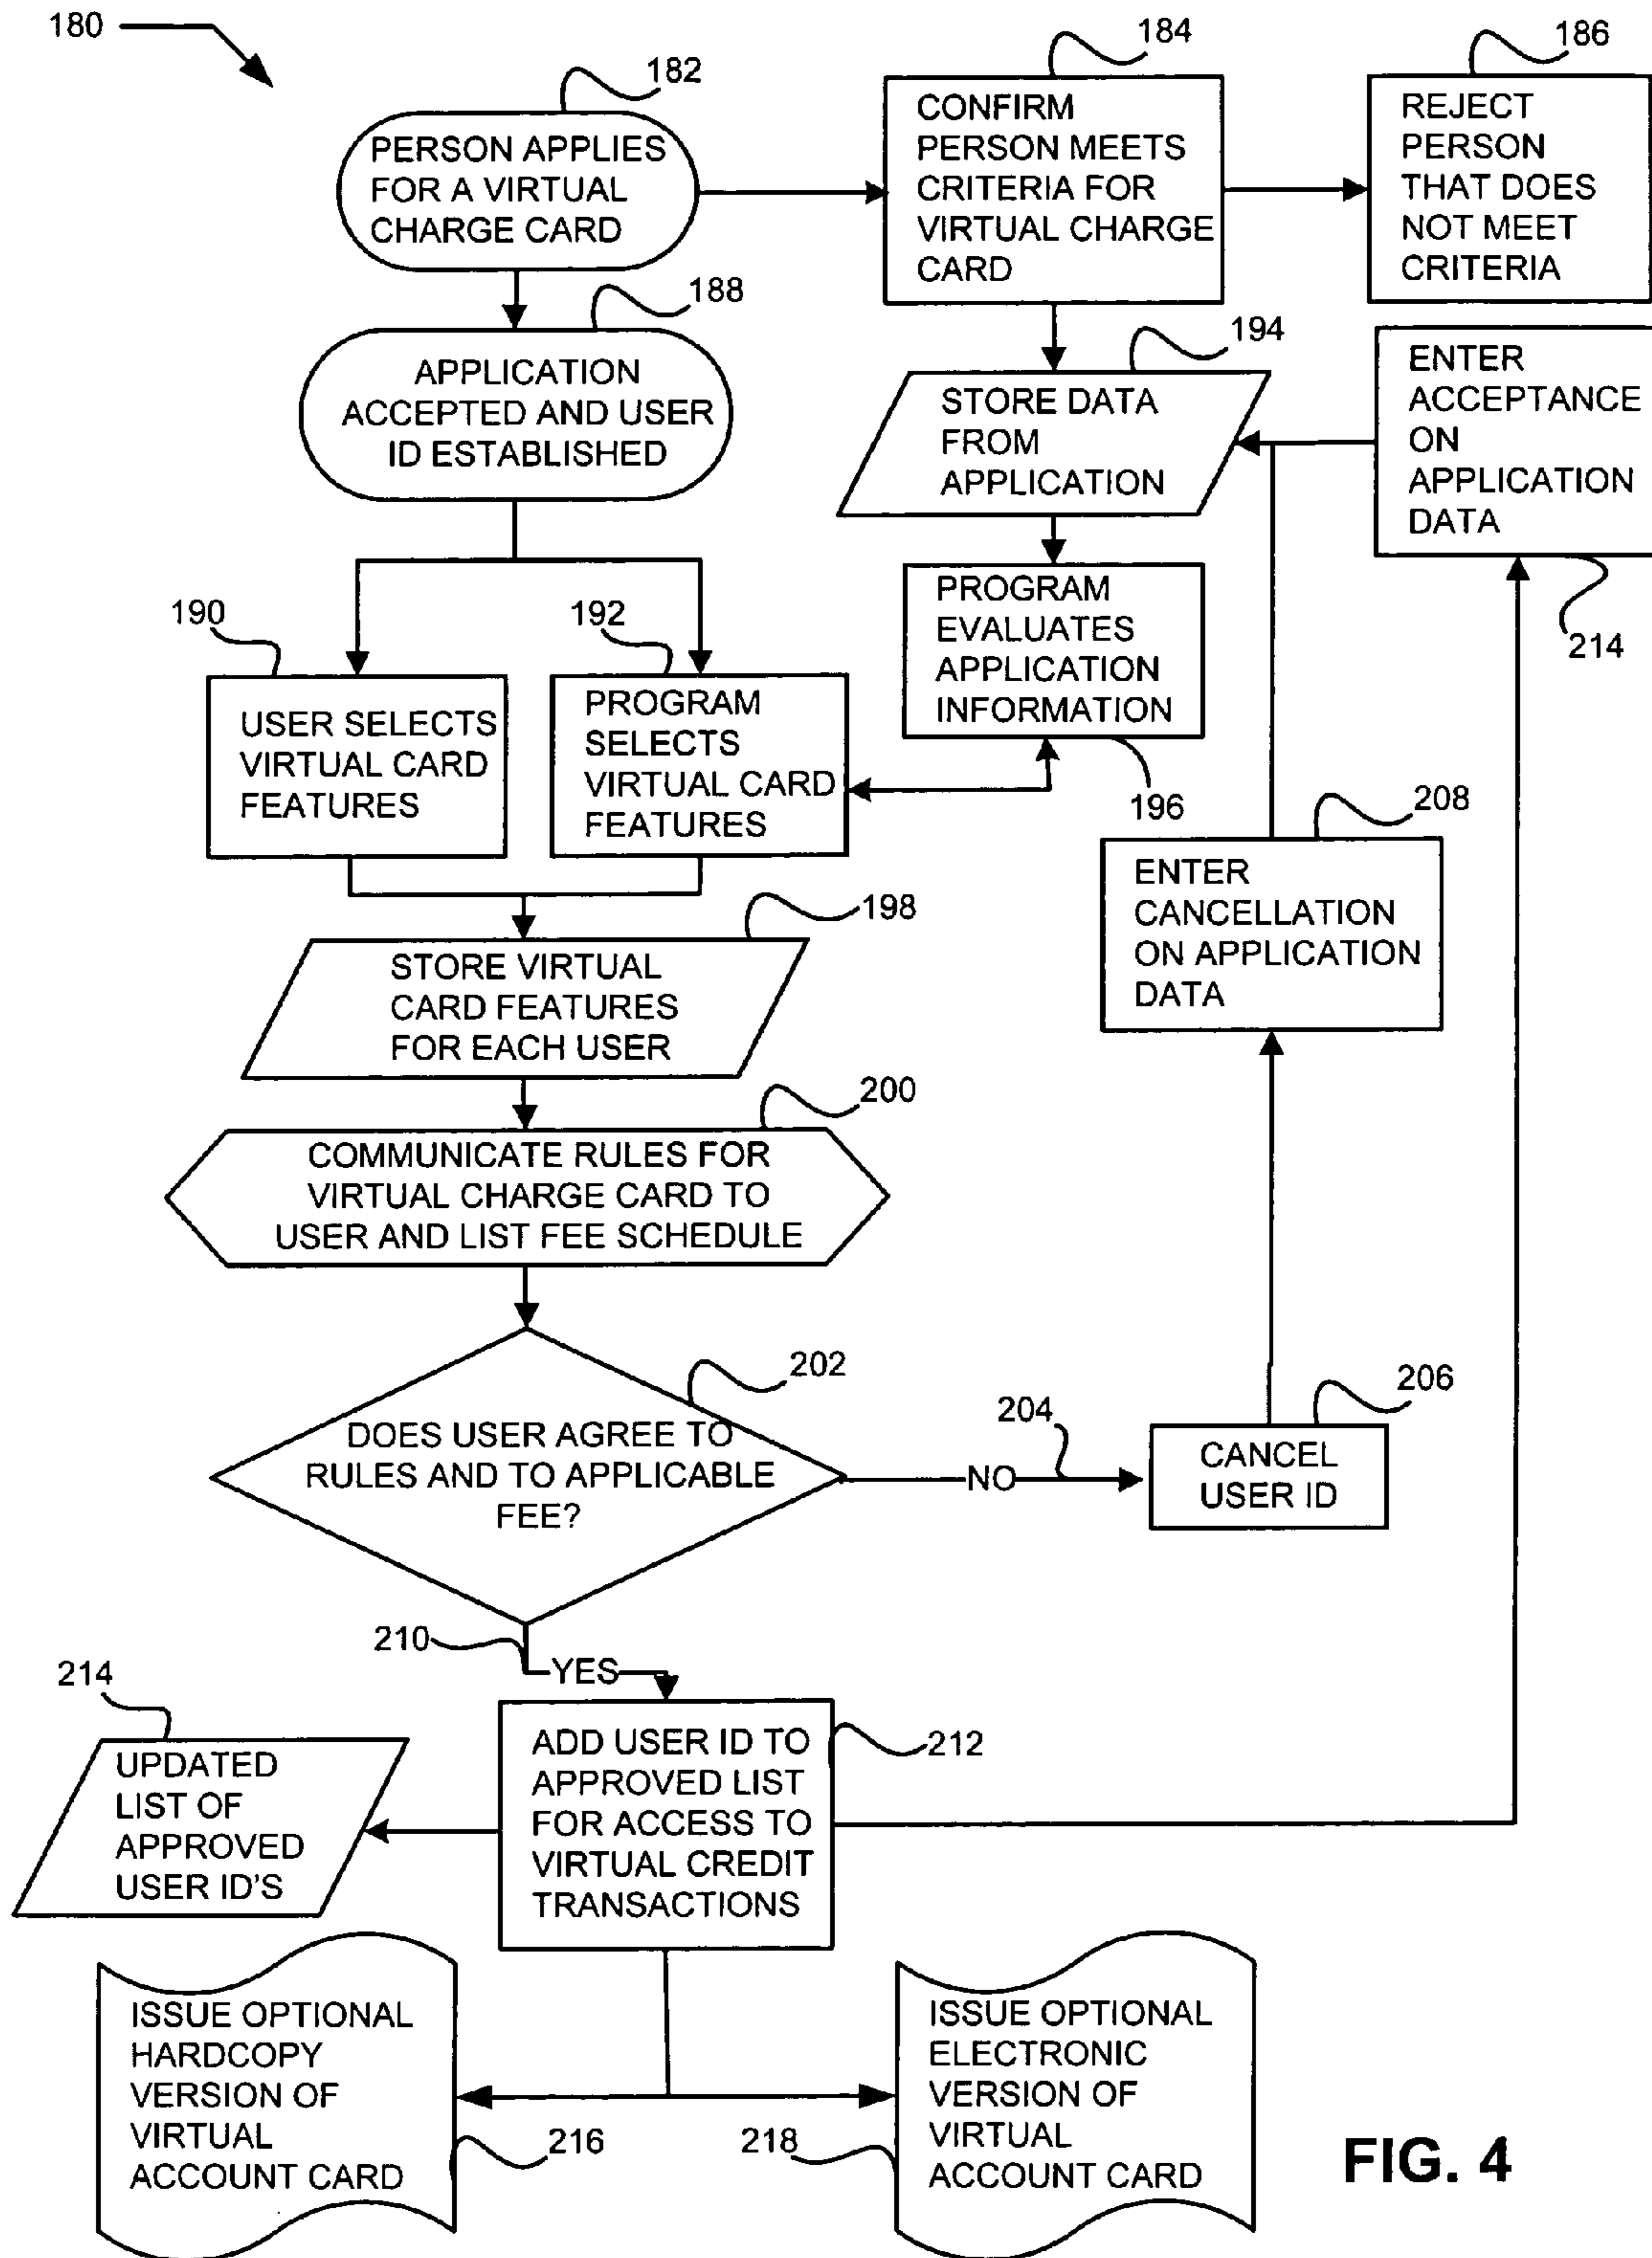 180
182
PERSON APPLIES
FOR A VIRTUAL
CHARGE CARD
184
CONFIRM
PERSON MEETS
CRITERIA FOR
VIRTUAL CHARGE
CARD
186
REJECT
PERSON
THAT DOES
NOT MEET
CRITERIA
188
APPLICATION
ACCEPTED AND USER
ID ESTABLISHED
194
STORE DATA
FROM
APPLICATION
ENTER
ACCEPTANCE
ON
APPLICATION
DATA
214
190
USER SELECTS
VIRTUAL CARD
FEATURES
192
PROGRAM
SELECTS
VIRTUAL CARD
FEATURES
PROGRAM
EVALUATES
APPLICATION
INFORMATION
196
208
ENTER
CANCELLATION
ON APPLICATION
DATA
198
STORE VIRTUAL
CARD FEATURES
FOR EACH USER
200
COMMUNICATE RULES FOR
VIRTUAL CHARGE CARD TO
USER AND LIST FEE SCHEDULE
202
DOES USER AGREE TO
RULES AND TO APPLICABLE
FEE?
204
NO
206
CANCEL
USER ID
210
YES
214
UPDATED
LIST OF
APPROVED
USER ID'S
212
ADD USER ID TO
APPROVED LIST
FOR ACCESS TO
VIRTUAL CREDIT
TRANSACTIONS
ISSUE OPTIONAL
HARDCOPY
VERSION OF
VIRTUAL
ACCOUNT CARD
216
218
ISSUE OPTIONAL
ELECTRONIC
VERSION OF
VIRTUAL
ACCOUNT CARD
FIG. 4